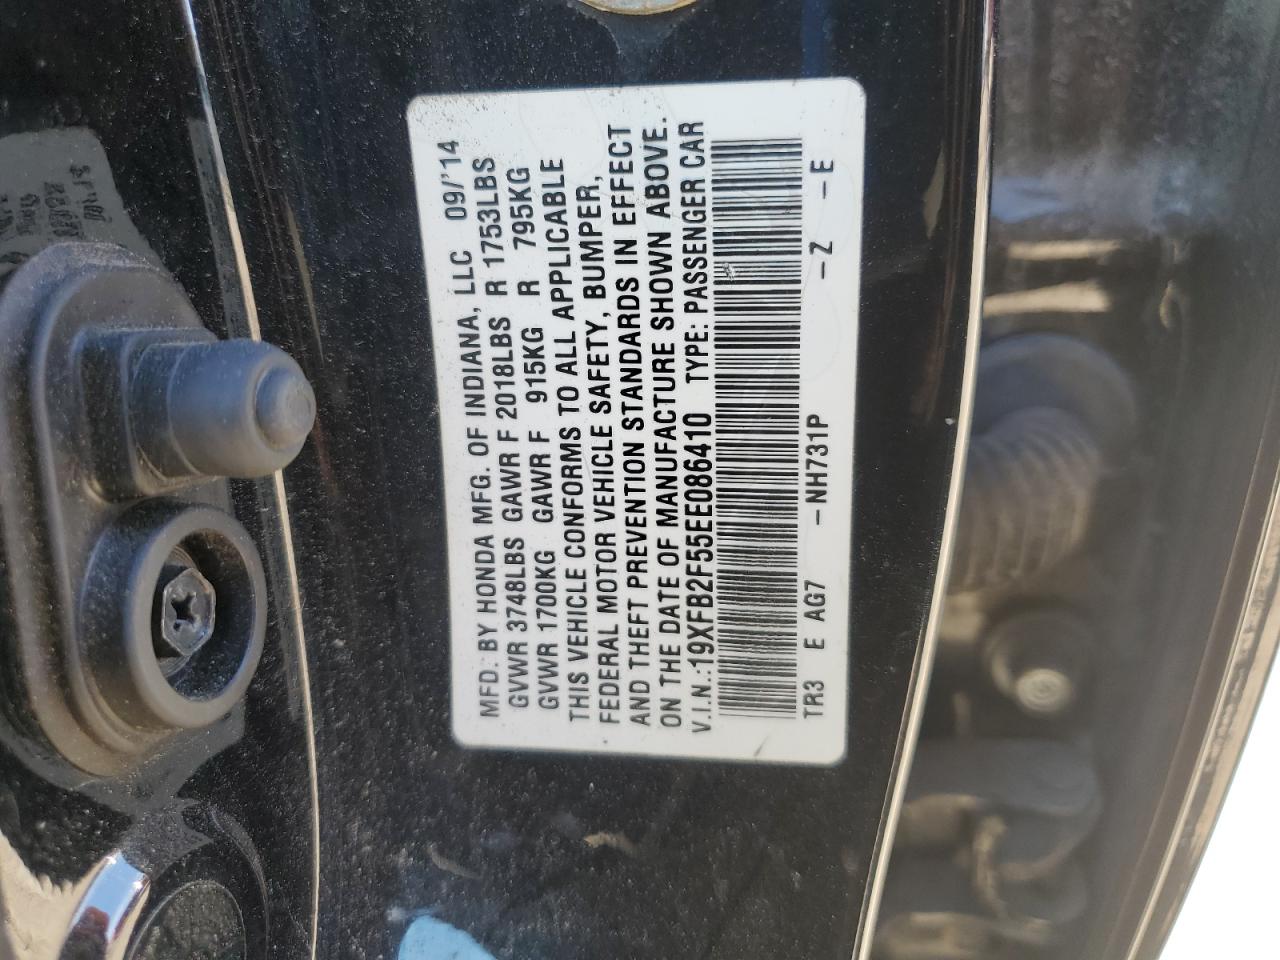 MFD. BY HONDA MFG. OF INDIANA, LLC 09/'14
GVWR 3748LBS GAWR F 2018LBS R 1753LBS
GVWR 1700KG GAWR F 915KG R 795KG
THIS VEHICLE CONFORMS TO ALL APPLICABLE
FEDERAL MOTOR VEHICLE SAFETY, BUMPER,
AND THEFT PREVENTION STANDARDS IN EFFECT
ON THE DATE OF MANUFACTURE SHOWN ABOVE.
V.I.N.:19XFB2F55EE086410 TYPE: PASSENGER CAR
TR3 E AG7 -NH731P -Z -E